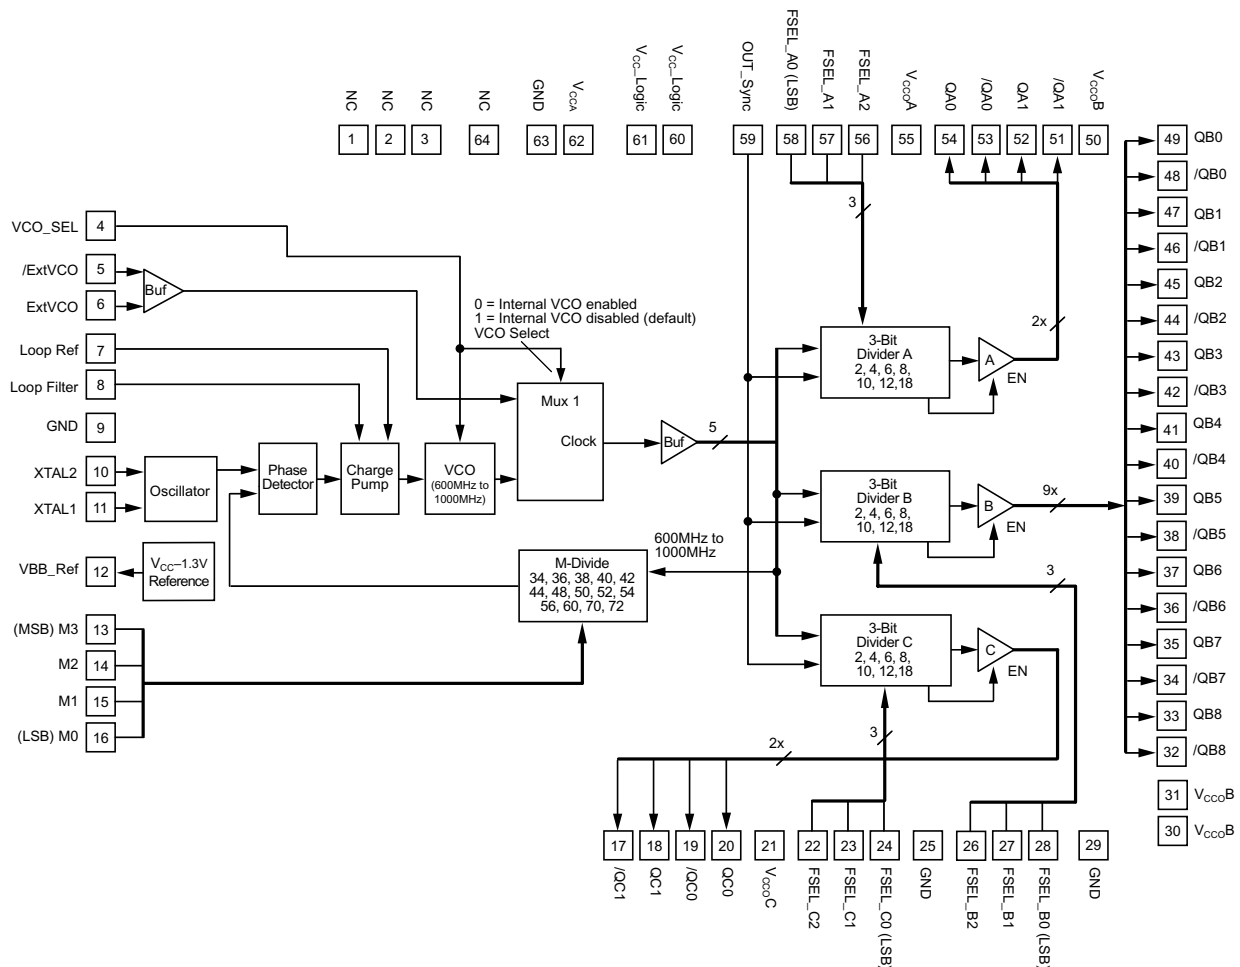 NC
NC
NC
NC
GND
VCCA
VCC_Logic
VCC_Logic
OUT_Sync
FSEL_A0 (LSB)
FSEL_A1
FSEL_A2
VCCOA
QA0
/QA0
QA1
/QA1
VCCOB
1
2
3
64
63
62
61
60
59
58
57
56
55
54
53
52
51
50
49 QB0
48 /QB0
47 QB1
46 /QB1
45 QB2
44 /QB2
43 QB3
42 /QB3
41 QB4
40 /QB4
39 QB5
38 /QB5
37 QB6
36 /QB6
35 QB7
34 /QB7
33 QB8
32 /QB8
31 VCCOB
30 VCCOB
VCO_SEL 4
/ExtVCO 5
ExtVCO 6
Buf
Loop Ref 7
Loop Filter 8
GND 9
XTAL2 10
XTAL1 11
VBB_Ref 12
(MSB) M3 13
M2 14
M1 15
(LSB) M0 16
Oscillator
VCC–1.3V
Reference
Phase
Detector
Charge
Pump
VCO
(600MHz to
1000MHz)
0 = Internal VCO enabled
1 = Internal VCO disabled (default)
VCO Select
Mux 1
Clock
Buf
5
600MHz to
1000MHz
M-Divide
34, 36, 38, 40, 42
44, 48, 50, 52, 54
56, 60, 70, 72
3
3-Bit
Divider A
2, 4, 6, 8,
10, 12,18
A
EN
2x
3-Bit
Divider B
2, 4, 6, 8,
10, 12,18
B
EN
9x
3
3-Bit
Divider C
2, 4, 6, 8,
10, 12,18
C
EN
3
2x
17
18
19
20
21
22
23
24
25
26
27
28
29
/QC1
QC1
/QC0
QC0
VCCOC
FSEL_C2
FSEL_C1
FSEL_C0 (LSB)
GND
FSEL_B2
FSEL_B1
FSEL_B0 (LSB)
GND